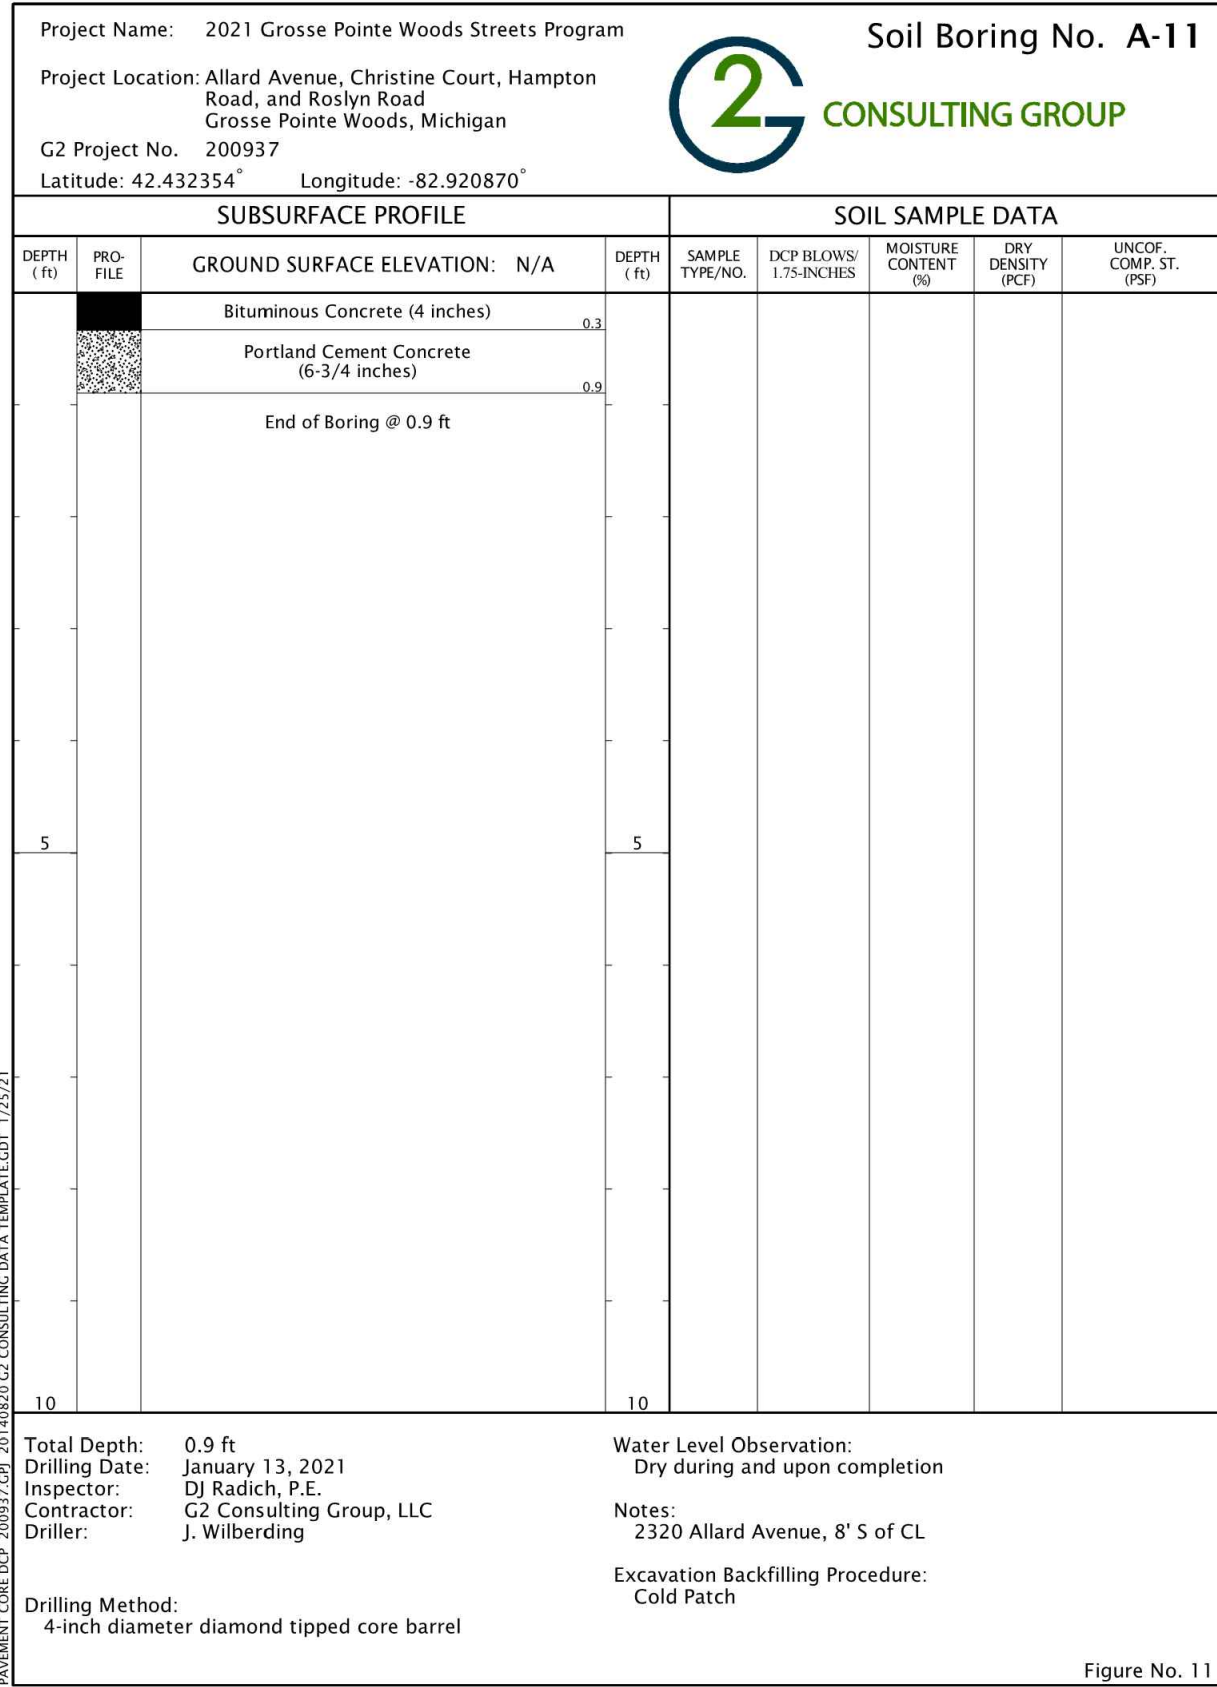 Project Name: 2021 Grosse Pointe Woods Streets Program
Project Location: Allard Avenue, Christine Court, Hampton
Road, and Roslyn Road
Grosse Pointe Woods, Michigan
G2 Project No. 200937
Latitude: 42.432354° Longitude: -82.920870°
G2 CONSULTING GROUP
Soil Boring No. A-11
SUBSURFACE PROFILE
SOIL SAMPLE DATA
DEPTH
( ft)
PRO-
FILE
GROUND SURFACE ELEVATION: N/A
DEPTH
( ft)
SAMPLE
TYPE/NO.
DCP BLOWS/
1.75-INCHES
MOISTURE
CONTENT
(%)
DRY
DENSITY
(PCF)
UNCOF.
COMP. ST.
(PSF)
Bituminous Concrete (4 inches)
0.3
Portland Cement Concrete
(6-3/4 inches)
0.9
End of Boring @ 0.9 ft
5 5
10 10
Total Depth: 0.9 ft
Drilling Date: January 13, 2021
Inspector: DJ Radich, P.E.
Contractor: G2 Consulting Group, LLC
Driller: J. Wilberding
Drilling Method:
4-inch diameter diamond tipped core barrel
Water Level Observation:
Dry during and upon completion
Notes:
2320 Allard Avenue, 8' S of CL
Excavation Backfilling Procedure:
Cold Patch
Figure No. 11
PAVEMENT CORE DCP 200937.GPJ 20140820 G2 CONSULTING DATA TEMPLATE.GDT 1/25/21